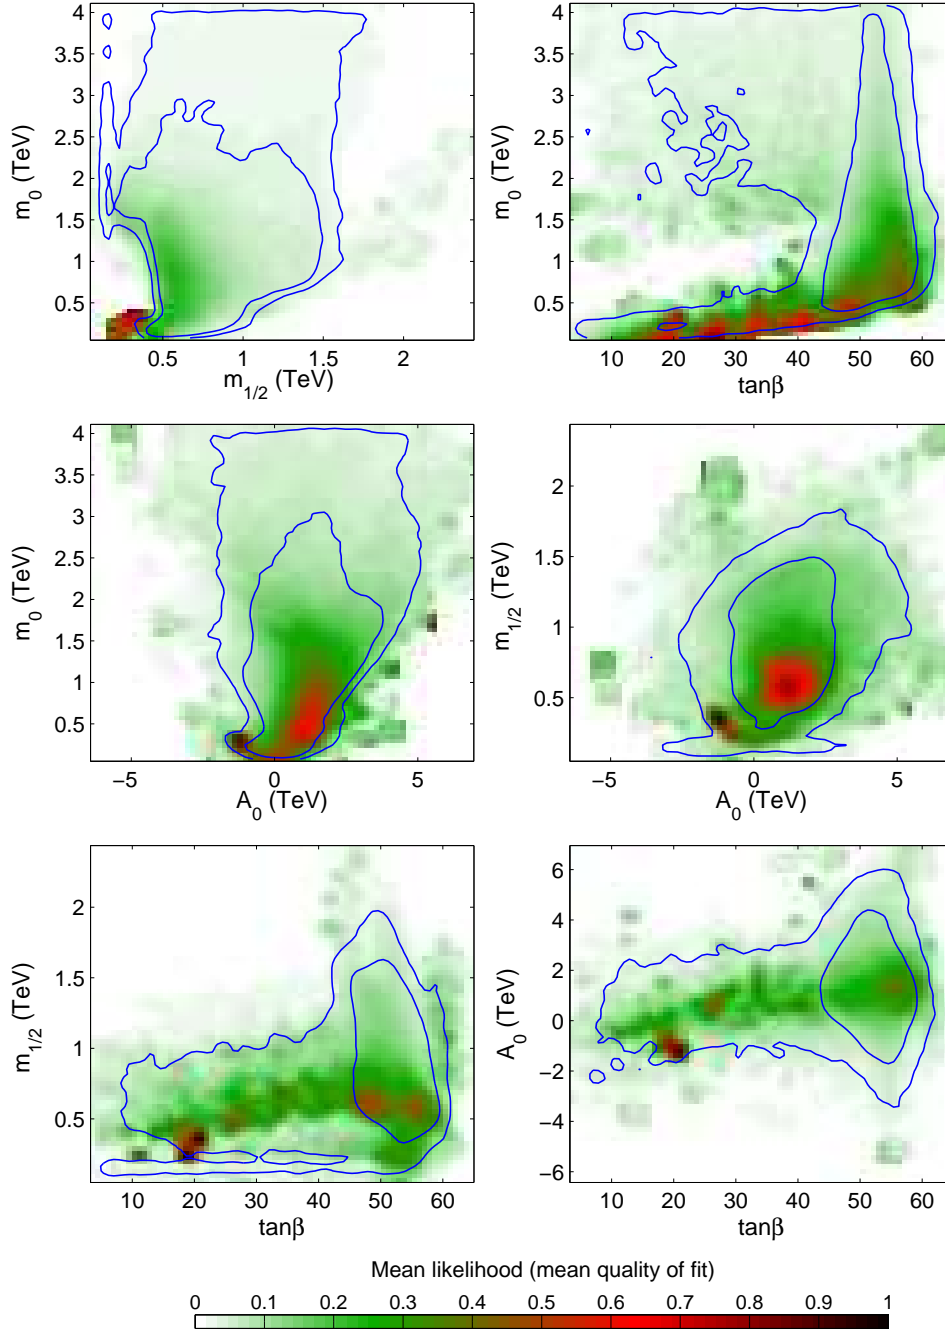 4
3.5
3
2.5
2
1.5
1
0.5
m0 (TeV)
0.5 1 1.5 2
m1/2 (TeV)
4
3.5
3
2.5
2
1.5
1
0.5
m0 (TeV)
10 20 30 40 50 60
tanβ
4
3.5
3
2.5
2
1.5
1
0.5
m0 (TeV)
−5 0 5
A0 (TeV)
2
1.5
1
0.5
m1/2 (TeV)
−5 0 5
A0 (TeV)
2
1.5
1
0.5
m1/2 (TeV)
10 20 30 40 50 60
tanβ
6
4
2
0
−2
−4
−6
A0 (TeV)
10 20 30 40 50 60
tanβ
Mean likelihood (mean quality of fit)
0 0.1 0.2 0.3 0.4 0.5 0.6 0.7 0.8 0.9 1